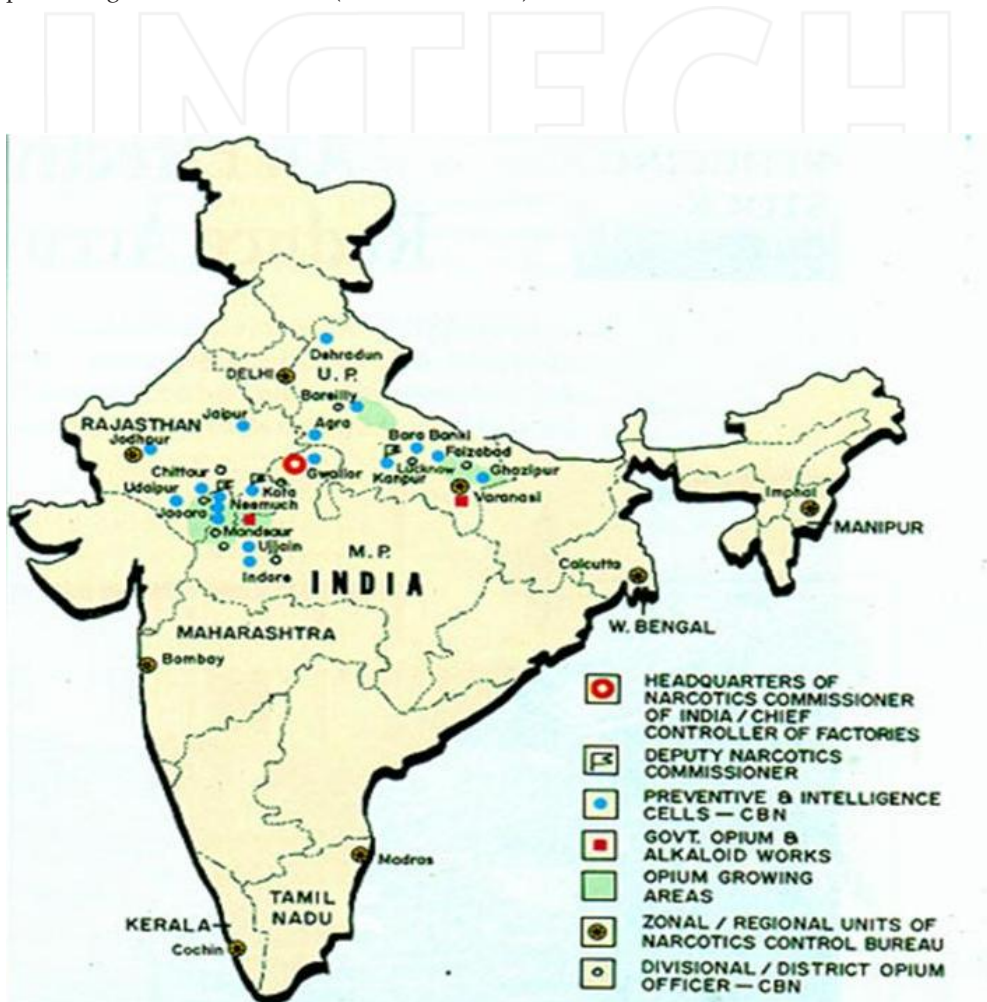 INTECH
Dehradun
DELHI
U. P.
Bareilly
Jaipur
Agra
RAJASTHAN
Jodhpur
Bara Banki
Faizabad
Chittour
Gwalior
Lucknow
Ghazipur
Kanpur
Udaipur
Kota
Varanasi
Neemuch
Jaoara
Imphal
Mandsaur
MANIPUR
Ujjain
M. P.
Calcutta
Indore
INDIA
W. BENGAL
MAHARASHTRA
Bombay
Madras
TAMIL
NADU
KERALA
Cochin
HEADQUARTERS OF
NARCOTICS COMMISSIONER
OF INDIA / CHIEF
CONTROLLER OF FACTORIES
DEPUTY NARCOTICS
COMMISSIONER
PREVENTIVE & INTELLIGENCE
CELLS — CBN
GOVT. OPIUM &
ALKALOID WORKS
OPIUM GROWING
AREAS
ZONAL / REGIONAL UNITS OF
NARCOTICS CONTROL BUREAU
DIVISIONAL / DISTRICT OPIUM
OFFICER — CBN